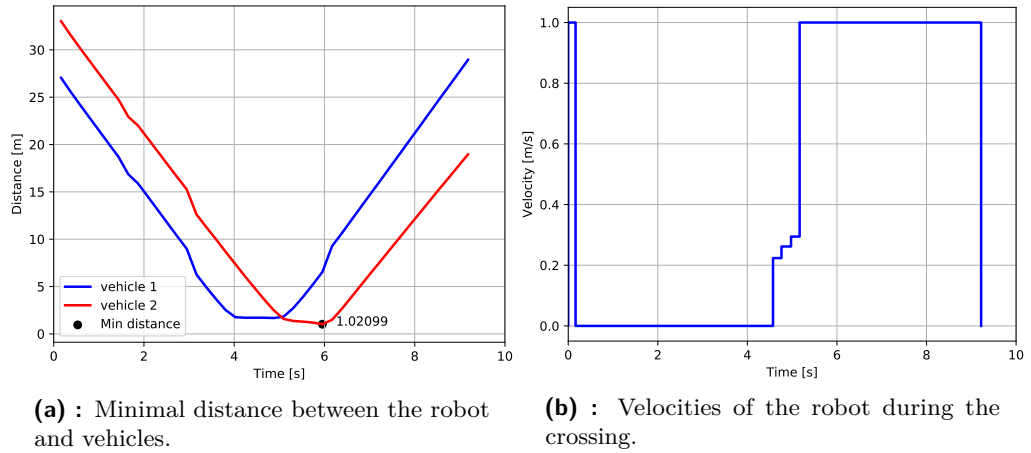 30
25
20
15
10
5
0
Distance [m]
vehicle 1
vehicle 2
Min distance
1.02099
0 2 4 6 8 10
Time [s]
1.0
0.8
0.6
0.4
0.2
0.0
Velocity [m/s]
0 2 4 6 8 10
Time [s]
(a) : Minimal distance between the robot
and vehicles.
(b) : Velocities of the robot during the
crossing.